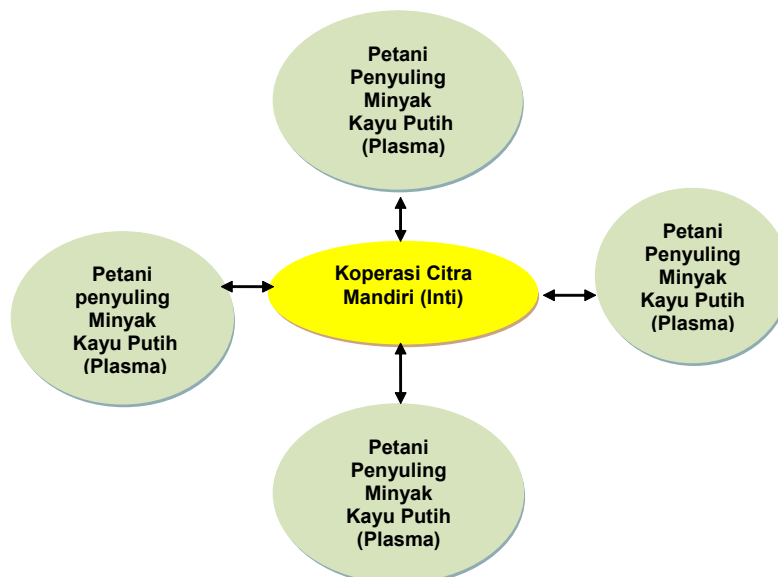 Petani
Penyuling
Minyak
Kayu Putih
(Plasma)
Petani
penyuling
Minyak
Kayu Putih
(Plasma)
Koperasi Citra
Mandiri (Inti)
Petani
Penyuling
Minyak
Kayu Putih
(Plasma)
Petani
Penyuling
Minyak
Kayu Putih
(Plasma)